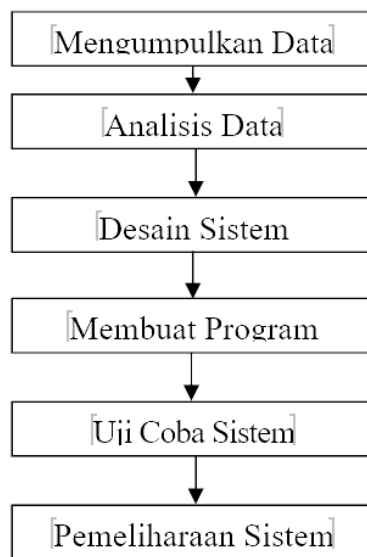 Mengumpulkan Data
Analisis Data
Desain Sistem
Membuat Program
Uji Coba Sistem
Pemeliharaan Sistem